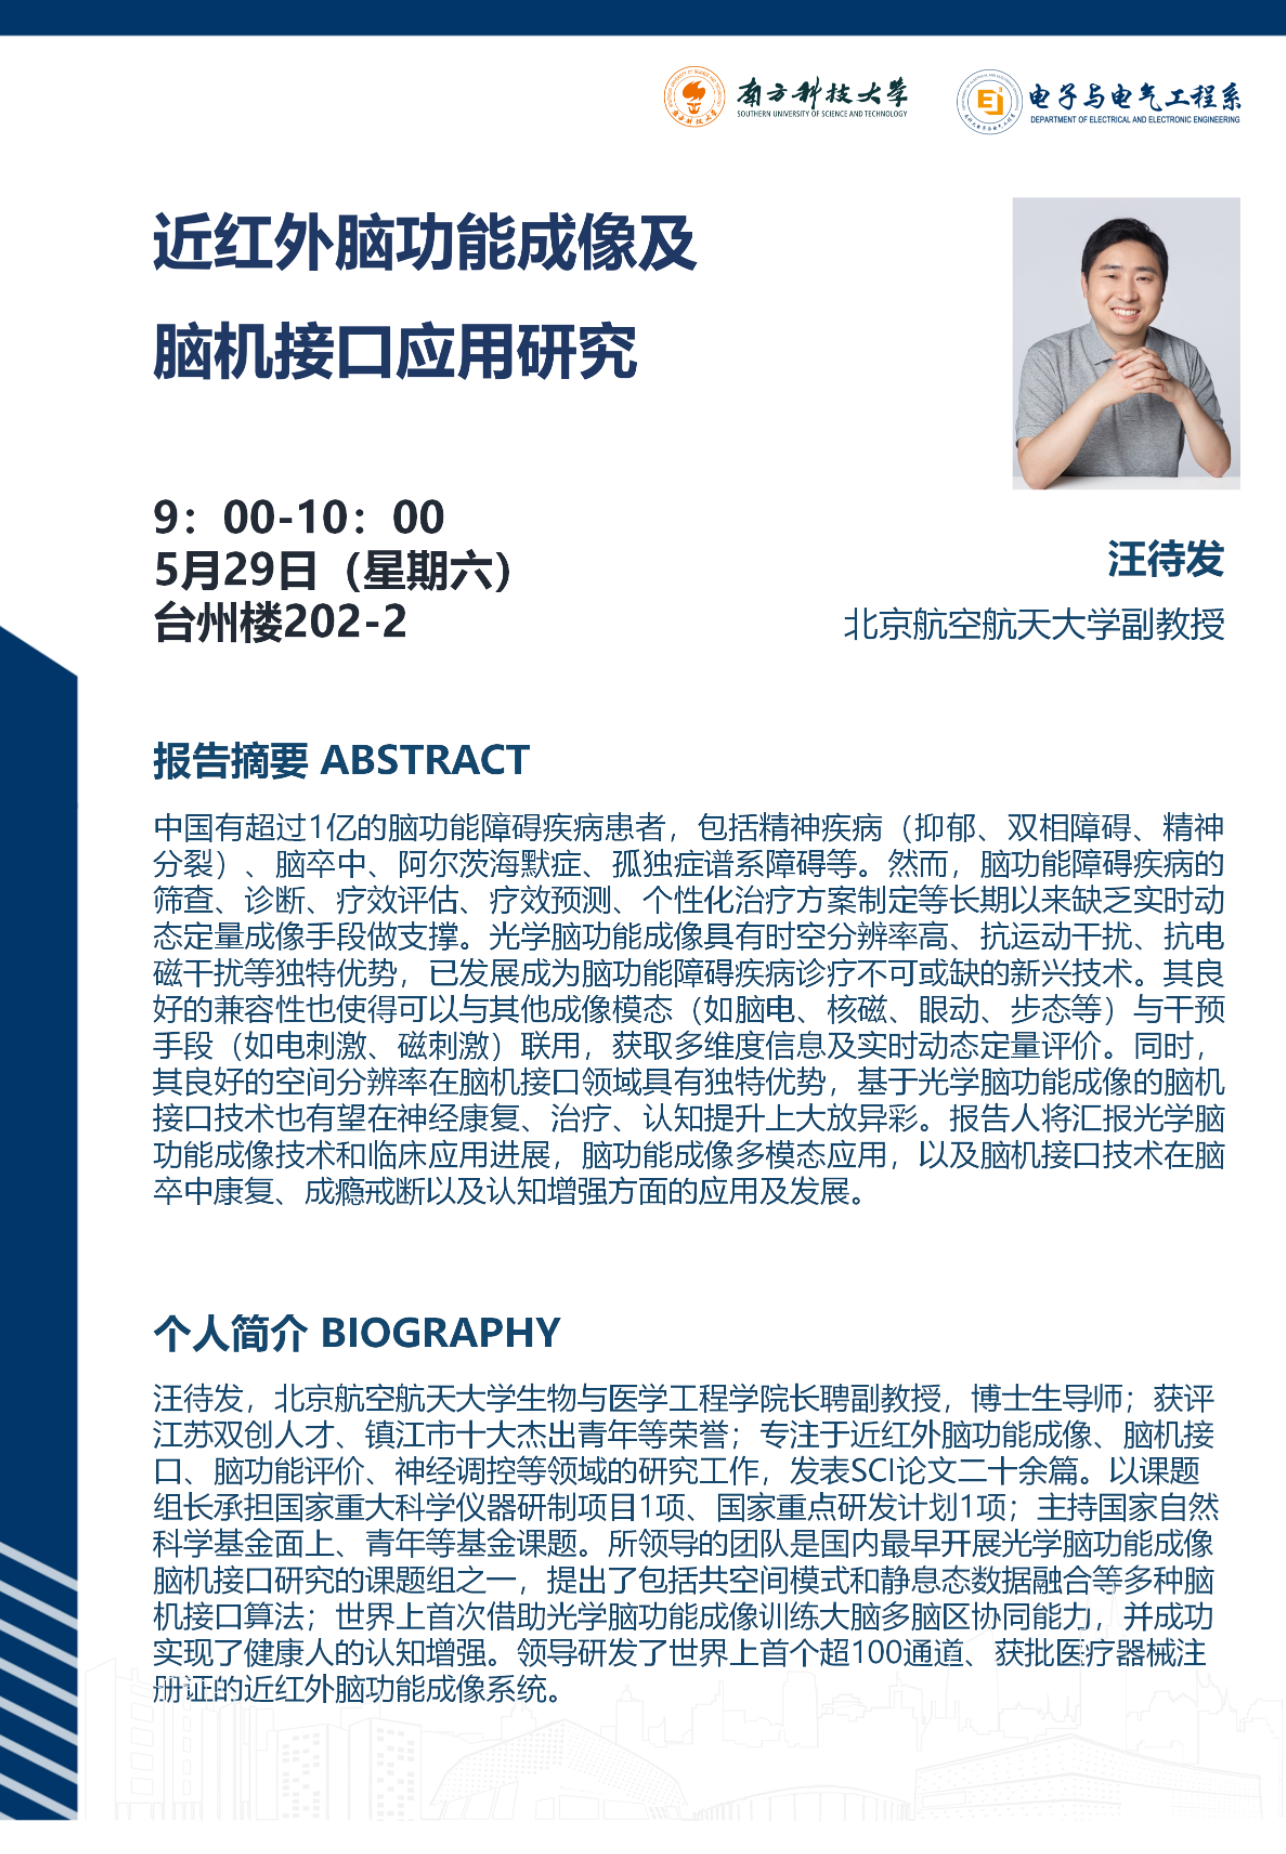 南方科技大学
SOUTHERN UNIVERSITY OF SCIENCE AND TECHNOLOGY
电子与电气工程系
DEPARTMENT OF ELECTRICAL AND ELECTRONIC ENGINEERING
近红外脑功能成像及
脑机接口应用研究
9：00-10：00
5月29日（星期六）
台州楼202-2
汪待发
北京航空航天大学副教授
报告摘要 ABSTRACT
中国有超过1亿的脑功能障碍疾病患者，包括精神疾病（抑郁、双相障碍、精神
分裂）、脑卒中、阿尔茨海默症、孤独症谱系障碍等。然而，脑功能障碍疾病的
筛查、诊断、疗效评估、疗效预测、个性化治疗方案制定等长期以来缺乏实时动
态定量成像手段做支撑。光学脑功能成像具有时空分辨率高、抗运动干扰、抗电
磁干扰等独特优势，已发展成为脑功能障碍疾病诊疗不可或缺的新兴技术。其良
好的兼容性也使得可以与其他成像模态（如脑电、核磁、眼动、步态等）与干预
手段（如电刺激、磁刺激）联用，获取多维度信息及实时动态定量评价。同时，
其良好的空间分辨率在脑机接口领域具有独特优势，基于光学脑功能成像的脑机
接口技术也有望在神经康复、治疗、认知提升上大放异彩。报告人将汇报光学脑
功能成像技术和临床应用进展，脑功能成像多模态应用，以及脑机接口技术在脑
卒中康复、成瘾戒断以及认知增强方面的应用及发展。
个人简介 BIOGRAPHY
汪待发，北京航空航天大学生物与医学工程学院长聘副教授，博士生导师；获评
江苏双创人才、镇江市十大杰出青年等荣誉；专注于近红外脑功能成像、脑机接
口、脑功能评价、神经调控等领域的研究工作，发表SCI论文二十余篇。以课题
组长承担国家重大科学仪器研制项目1项、国家重点研发计划1项；主持国家自然
科学基金面上、青年等基金课题。所领导的团队是国内最早开展光学脑功能成像
脑机接口研究的课题组之一，提出了包括共空间模式和静息态数据融合等多种脑
机接口算法；世界上首次借助光学脑功能成像训练大脑多脑区协同能力，并成功
实现了健康人的认知增强。领导研发了世界上首个超100通道、获批医疗器械注
册证的近红外脑功能成像系统。